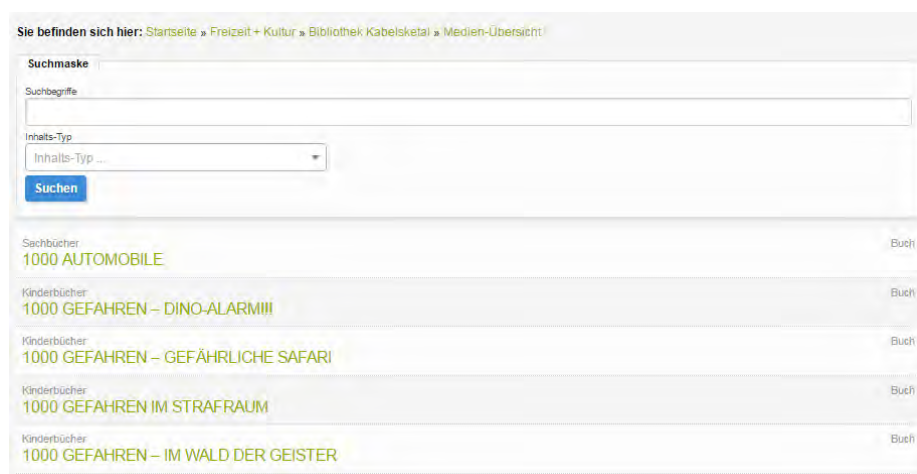 Sie befinden sich hier: Startseite » Freizeit + Kultur » Bibliothek Kabelsketal » Medien-Übersicht
Suchmaske
Suchbegriffe
Inhalts-Typ
Inhalts-Typ ...
Suchen
Sachbücher Buch
1000 AUTOMOBILE
Kinderbücher Buch
1000 GEFAHREN – DINO-ALARM!!!
Kinderbücher Buch
1000 GEFAHREN – GEFÄHRLICHE SAFARI
Kinderbücher Buch
1000 GEFAHREN IM STRAFRAUM
Kinderbücher Buch
1000 GEFAHREN – IM WALD DER GEISTER